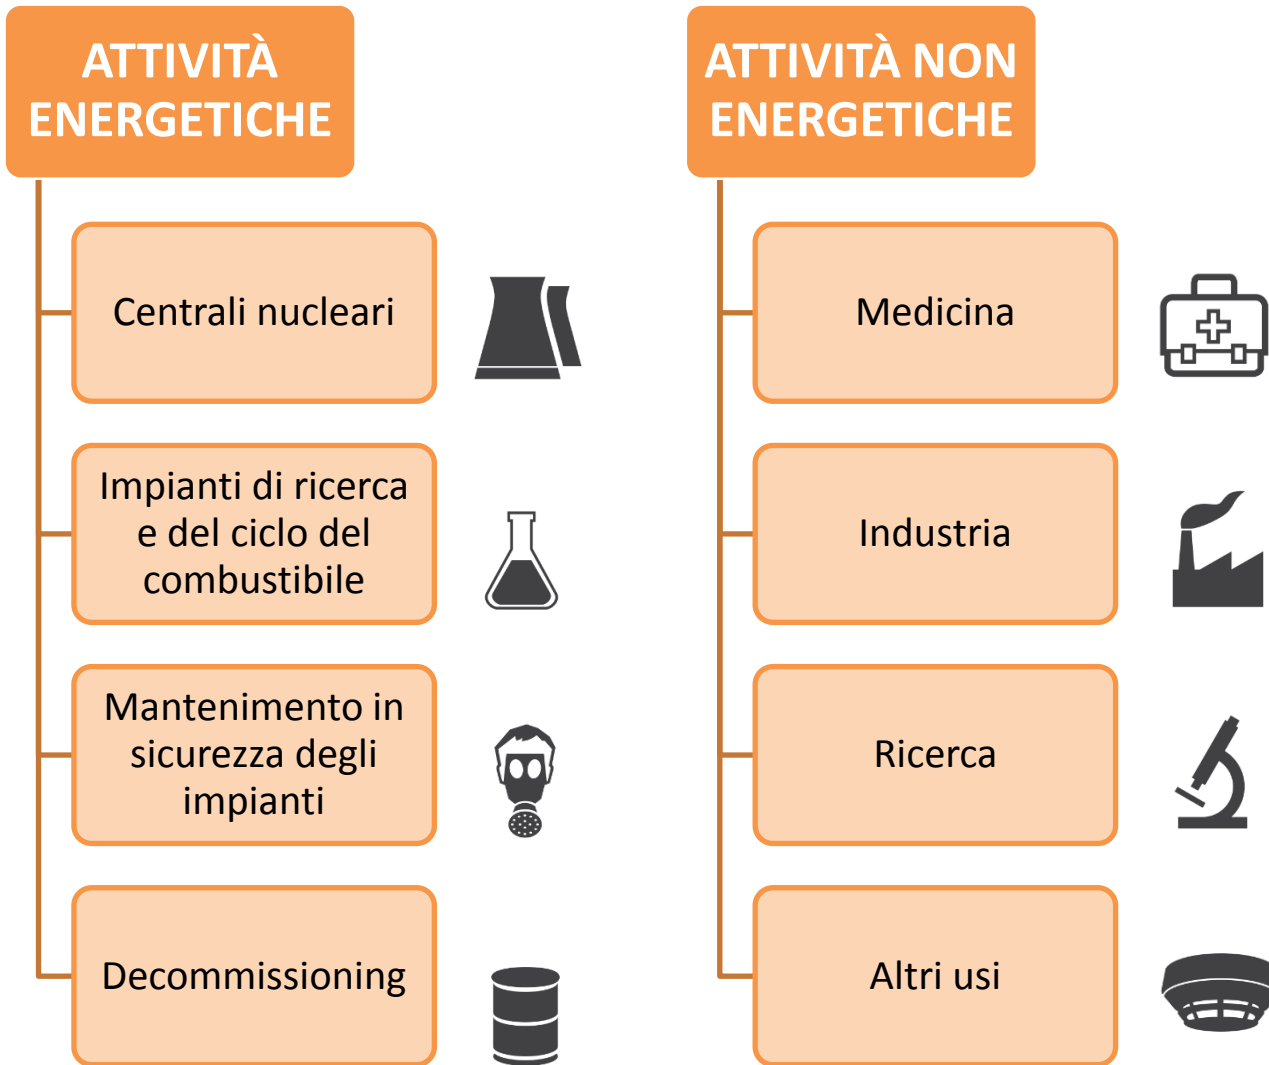 ATTIVITÀ
ENERGETICHE
Centrali nucleari
Impianti di ricerca
e del ciclo del
combustibile
Mantenimento in
sicurezza degli
impianti
Decommissioning
ATTIVITÀ NON
ENERGETICHE
Medicina
Industria
Ricerca
Altri usi